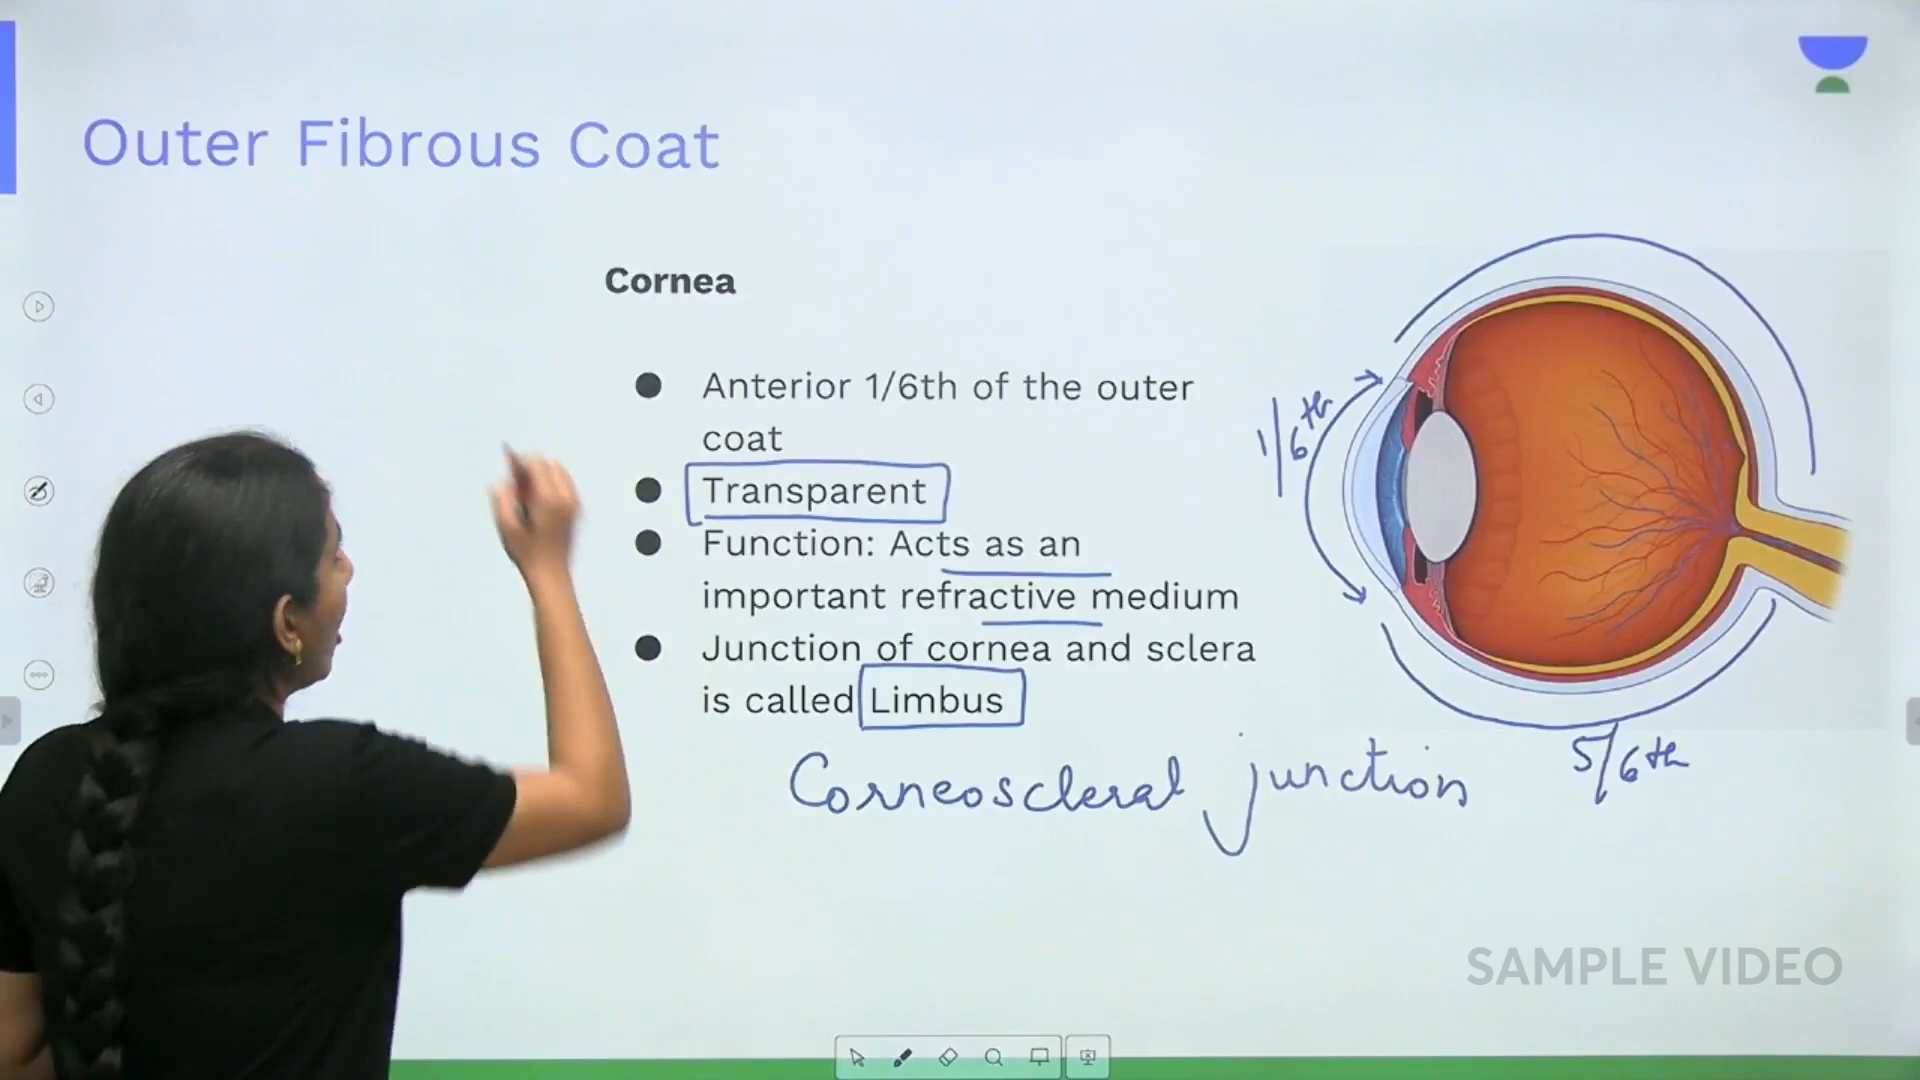 Outer Fibrous Coat
Cornea
● Anterior 1/6th of the outer
coat
● Transparent
● Function: Acts as an
important refractive medium
● Junction of cornea and sclera
is called Limbus
Corneoscleral junction
1/6th
5/6th
SAMPLE VIDEO